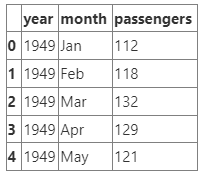 year month passengers
0 1949 Jan 112
1 1949 Feb 118
2 1949 Mar 132
3 1949 Apr 129
4 1949 May 121